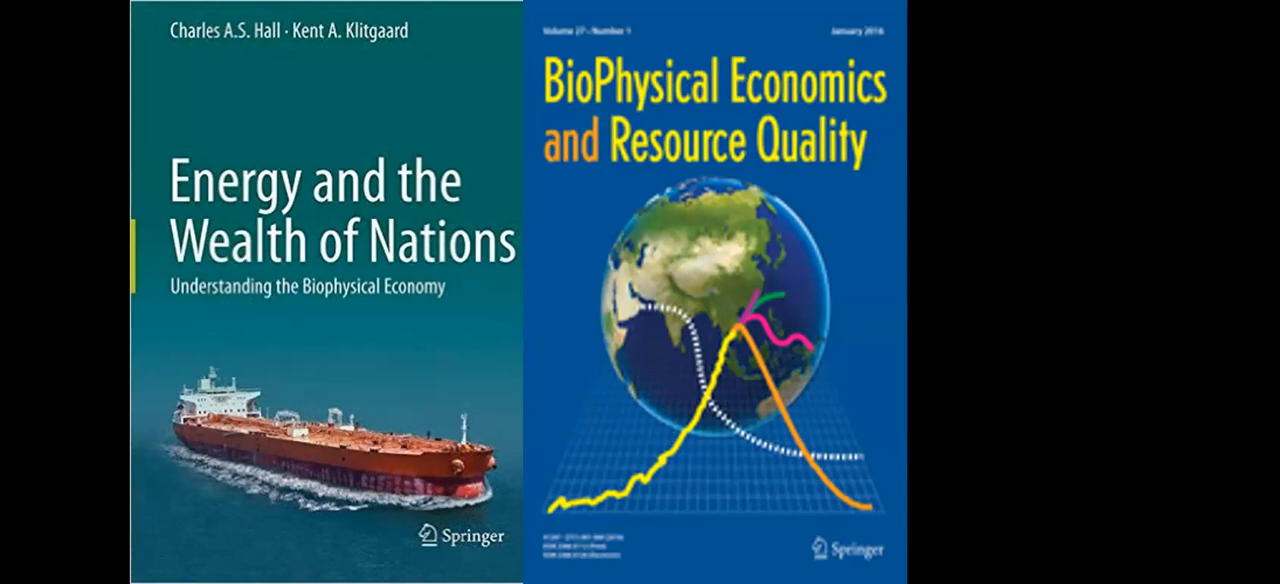 Charles A.S. Hall · Kent A. Klitgaard
Energy and the
Wealth of Nations
Understanding the Biophysical Economy
Springer
Volume 27 • Number 1
January 2016
BioPhysical Economics
and Resource Quality
Springer